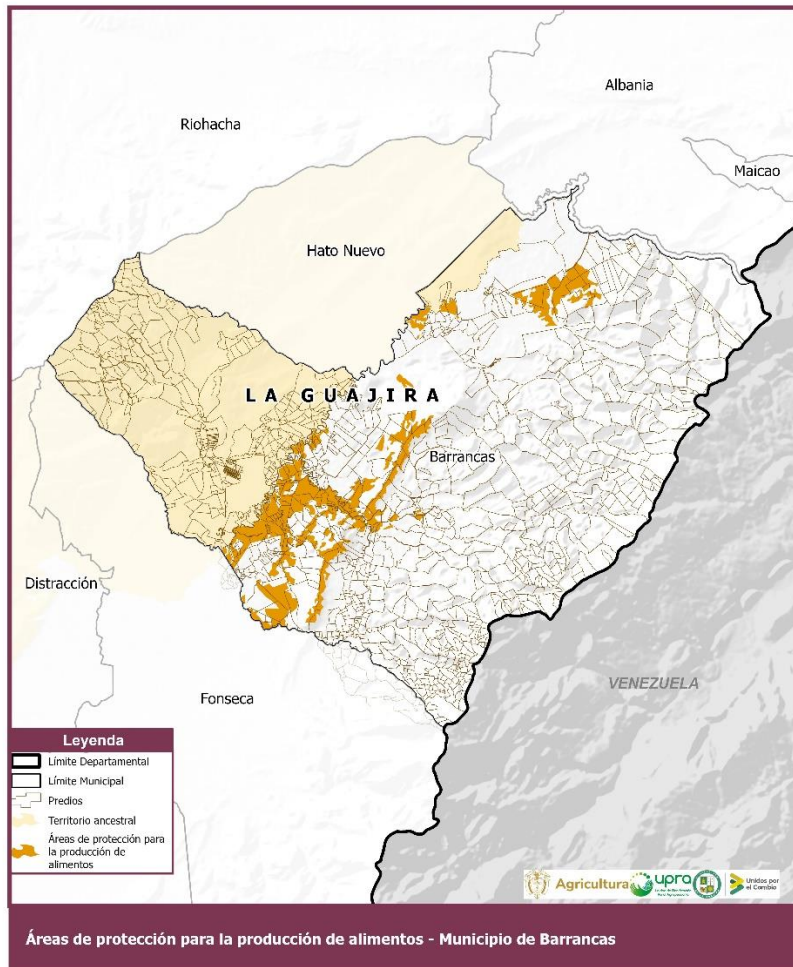 Albania
Riohacha
Maicao
Hato Nuevo
LA GUAJIRA
Barrancas
Distracción
VENEZUELA
Fonseca
Leyenda
Límite Departamental
Límite Municipal
Predios
Territorio ancestral
Áreas de protección para
la producción de
alimentos
Agricultura
upra
Unidos por
el Cambio
Áreas de protección para la producción de alimentos - Municipio de Barrancas